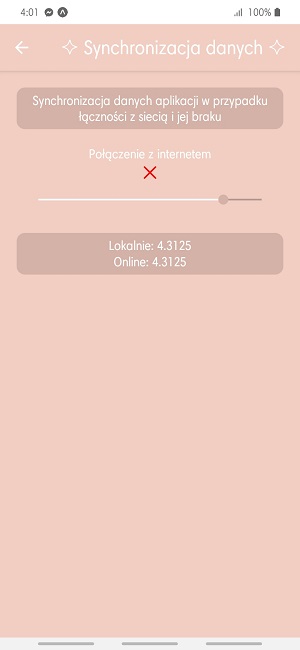 4:01
100%
✧ Synchronizacja danych ✧
Synchronizacja danych aplikacji w przypadku
łączności z siecią i jej braku
Połączenie z internetem
Lokalnie: 4.3125
Online: 4.3125